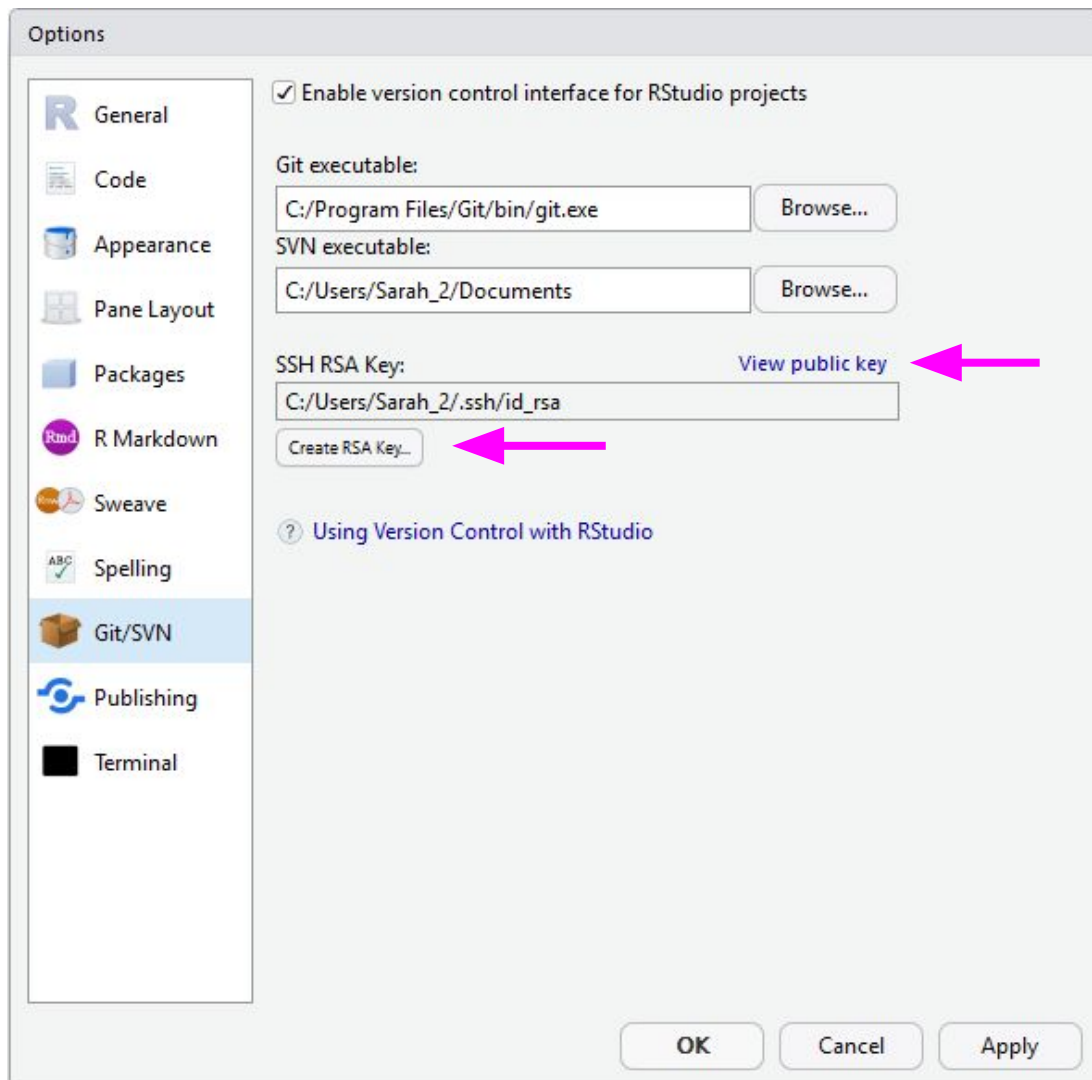 Options
General
Code
Appearance
Pane Layout
Packages
Rmd
R Markdown
Sweave
ABC
Spelling
Git/SVN
Publishing
Terminal
Enable version control interface for RStudio projects
Git executable:
C:/Program Files/Git/bin/git.exe
Browse...
SVN executable:
C:/Users/Sarah_2/Documents
Browse...
SSH RSA Key:
View public key
C:/Users/Sarah_2/.ssh/id_rsa
Create RSA Key...
? Using Version Control with RStudio
OK
Cancel
Apply